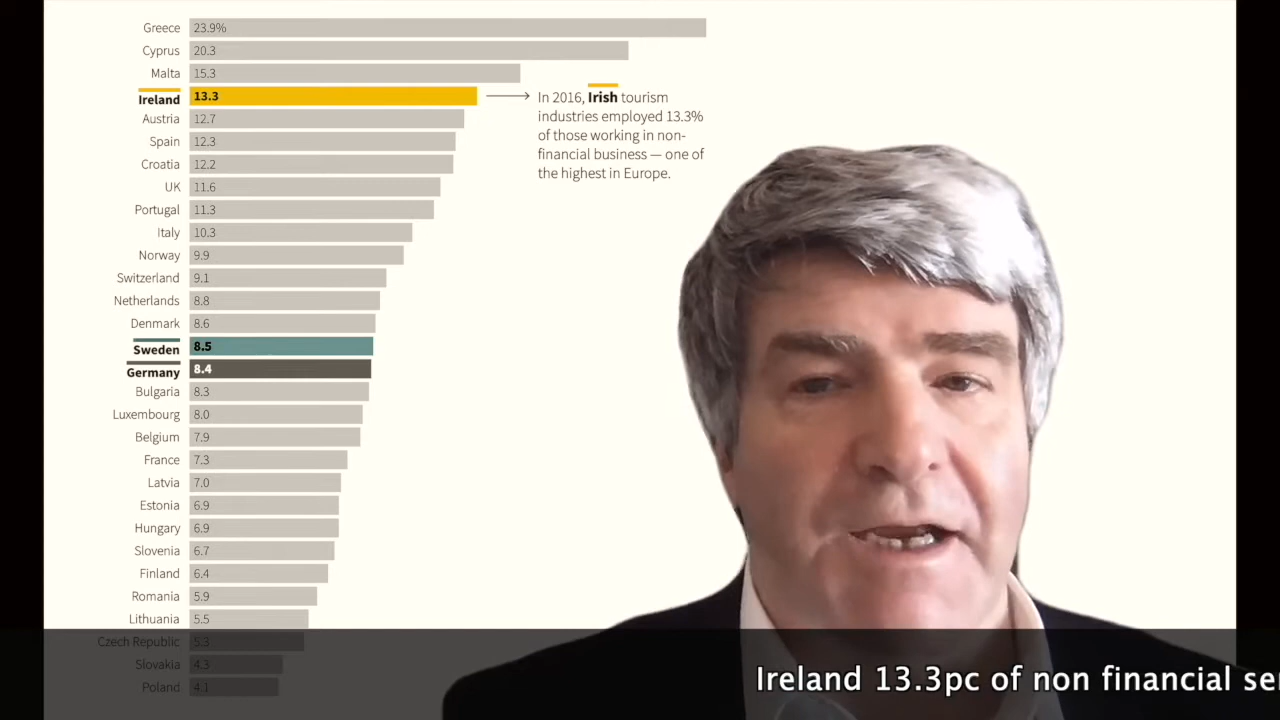 Greece 23.9%
Cyprus 20.3
Malta 15.3
Ireland 13.3
In 2016, Irish tourism
industries employed 13.3%
of those working in non-
financial business — one of
the highest in Europe.
Austria 12.7
Spain 12.3
Croatia 12.2
UK 11.6
Portugal 11.3
Italy 10.3
Norway 9.9
Switzerland 9.1
Netherlands 8.8
Denmark 8.6
Sweden 8.5
Germany 8.4
Bulgaria 8.3
Luxembourg 8.0
Belgium 7.9
France 7.3
Latvia 7.0
Estonia 6.9
Hungary 6.9
Slovenia 6.7
Finland 6.4
Romania 5.9
Lithuania 5.5
Czech Republic 5.3
Slovakia 4.3
Poland 4.1
Ireland 13.3pc of non financial se